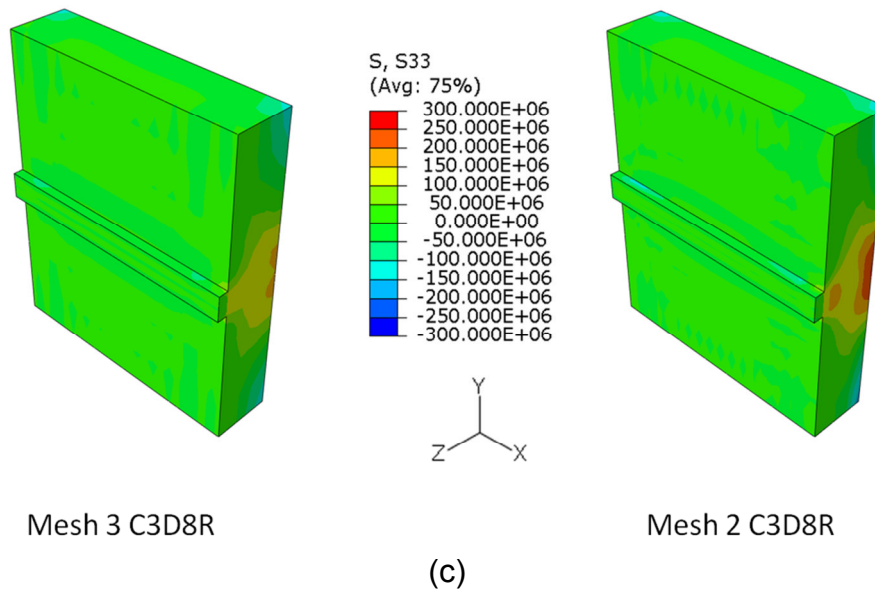 S, S33
(Avg: 75%)
300.000E+06
250.000E+06
200.000E+06
150.000E+06
100.000E+06
50.000E+06
0.000E+00
-50.000E+06
-100.000E+06
-150.000E+06
-200.000E+06
-250.000E+06
-300.000E+06
Y
Z
X
Mesh 3 C3D8R
Mesh 2 C3D8R
(c)